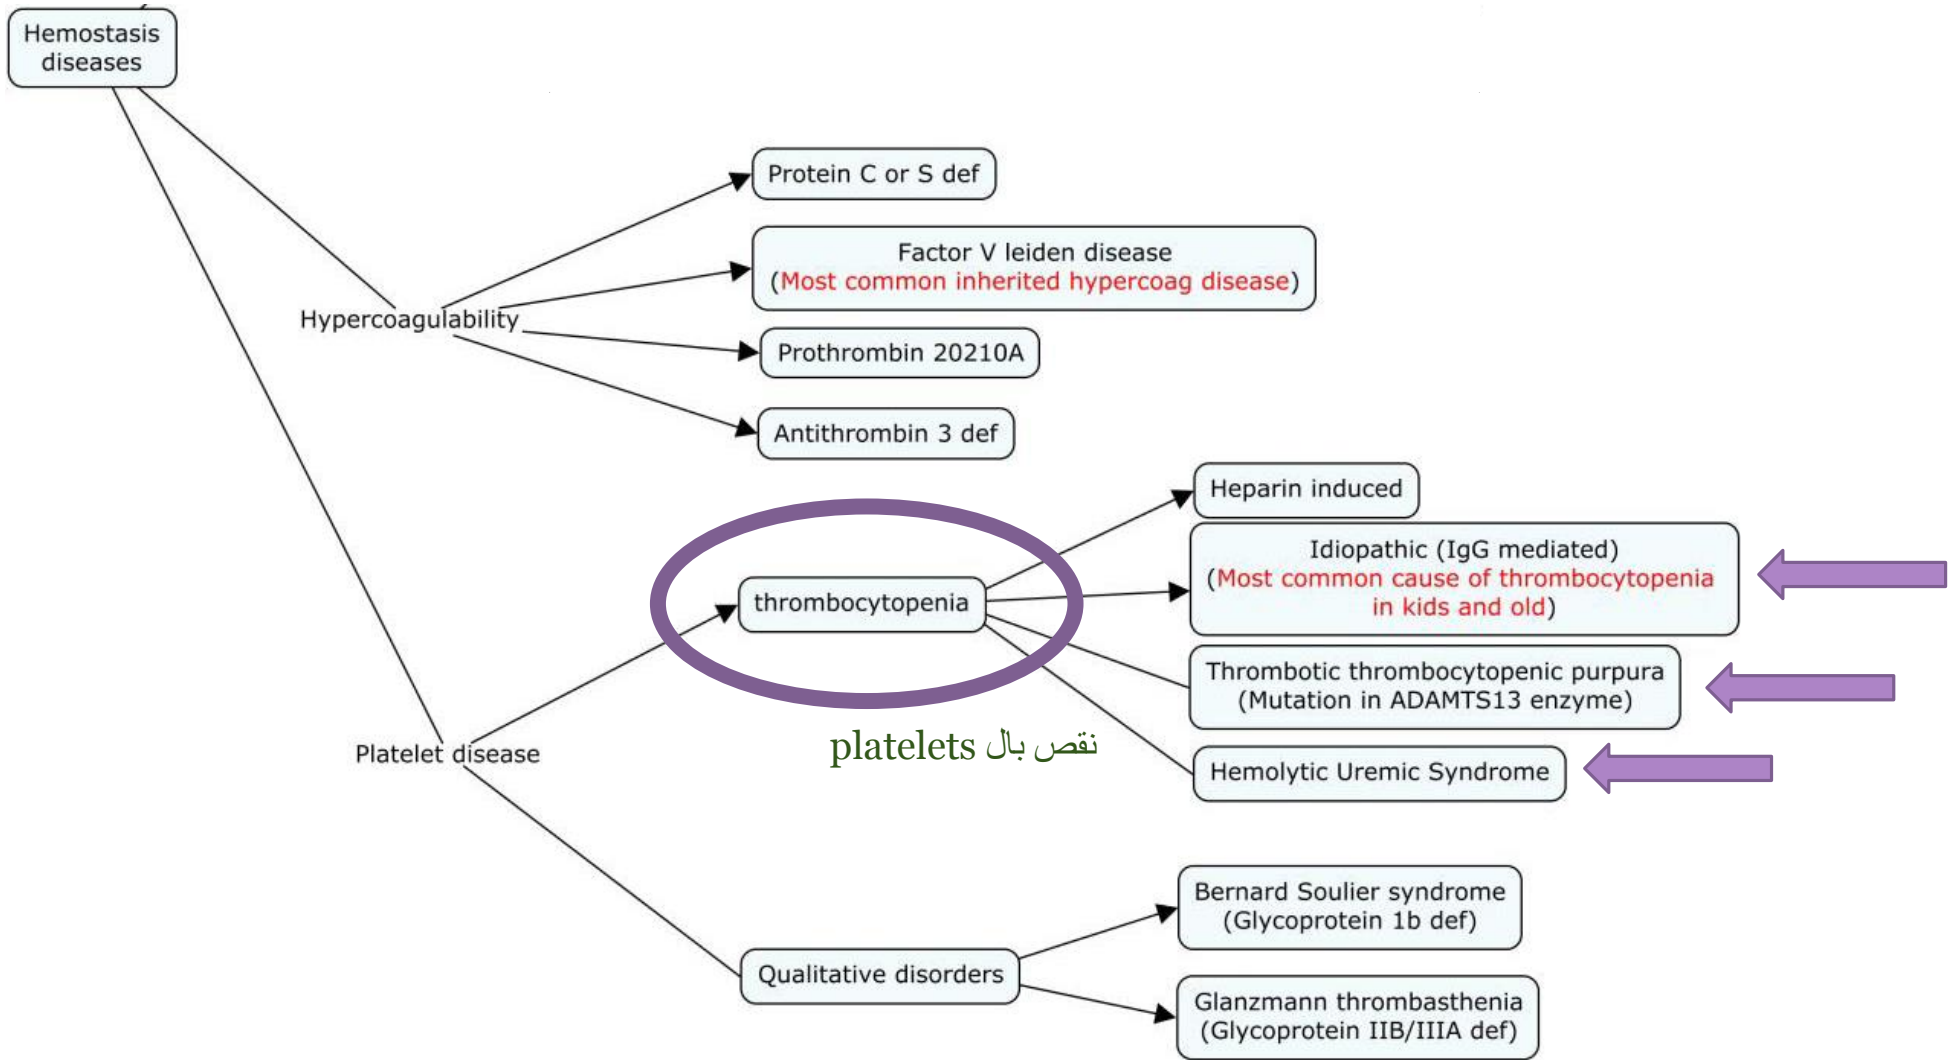 Hemostasis
diseases
Protein C or S def
Factor V leiden disease
(Most common inherited hypercoag disease)
Hypercoagulability
Prothrombin 20210A
Antithrombin 3 def
Heparin induced
Idiopathic (IgG mediated)
(Most common cause of thrombocytopenia
in kids and old)
thrombocytopenia
Thrombotic thrombocytopenic purpura
(Mutation in ADAMTS13 enzyme)
نقص بال platelets
Platelet disease
Hemolytic Uremic Syndrome
Bernard Soulier syndrome
(Glycoprotein 1b def)
Qualitative disorders
Glanzmann thrombasthenia
(Glycoprotein IIB/IIIA def)